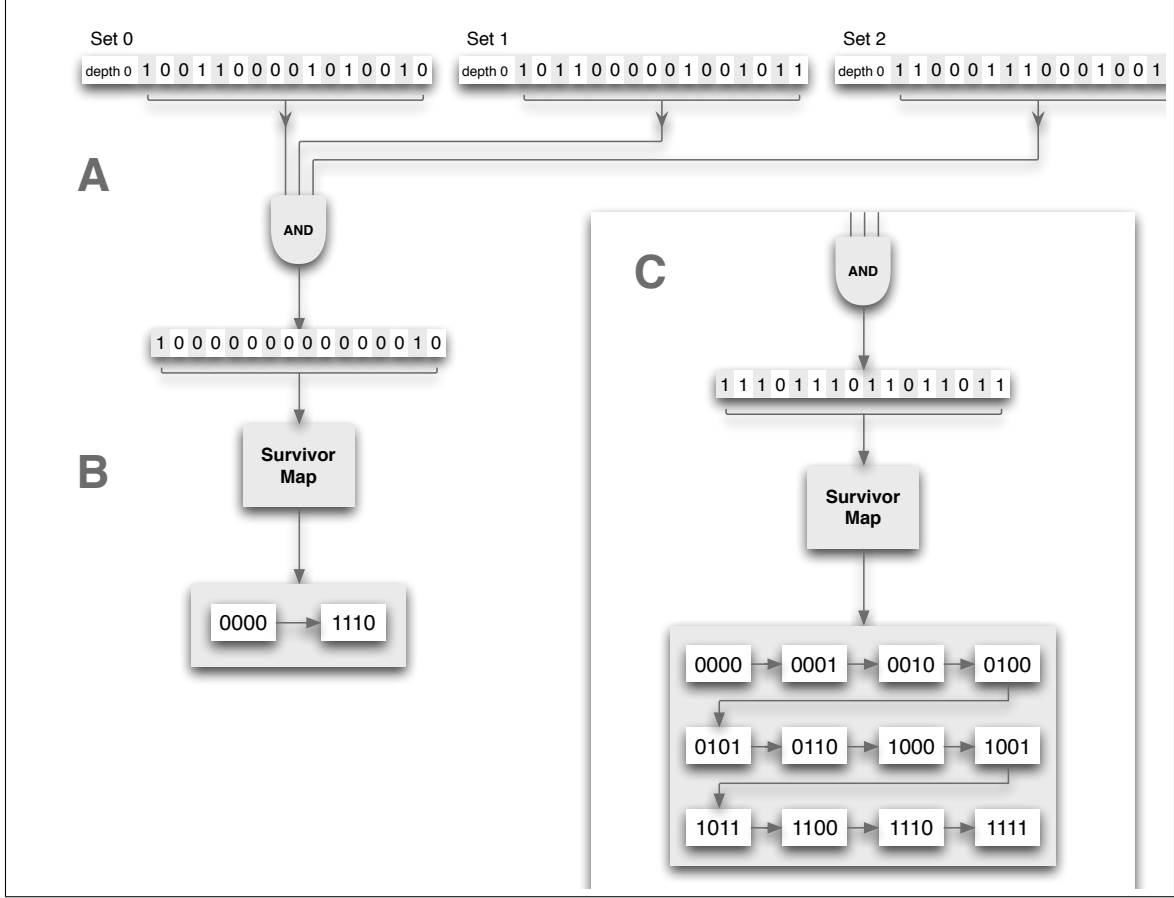 Set 0 Set 1 Set 2
depth 0 1 0 0 1 1 0 0 0 0 1 0 1 0 0 1 0 depth 0 1 0 1 1 0 0 0 0 0 1 0 0 1 0 1 1 depth 0 1 1 0 0 0 1 1 1 0 0 0 1 0 0 1
A
AND
AND
C
1 0 0 0 0 0 0 0 0 0 0 0 0 0 1 0
1 1 1 0 1 1 1 0 1 1 0 1 1 0 1 1
Survivor
Map
B
Survivor
Map
0000 1110
0000 0001 0010 0100
0101 0110 1000 1001
1011 1100 1110 1111